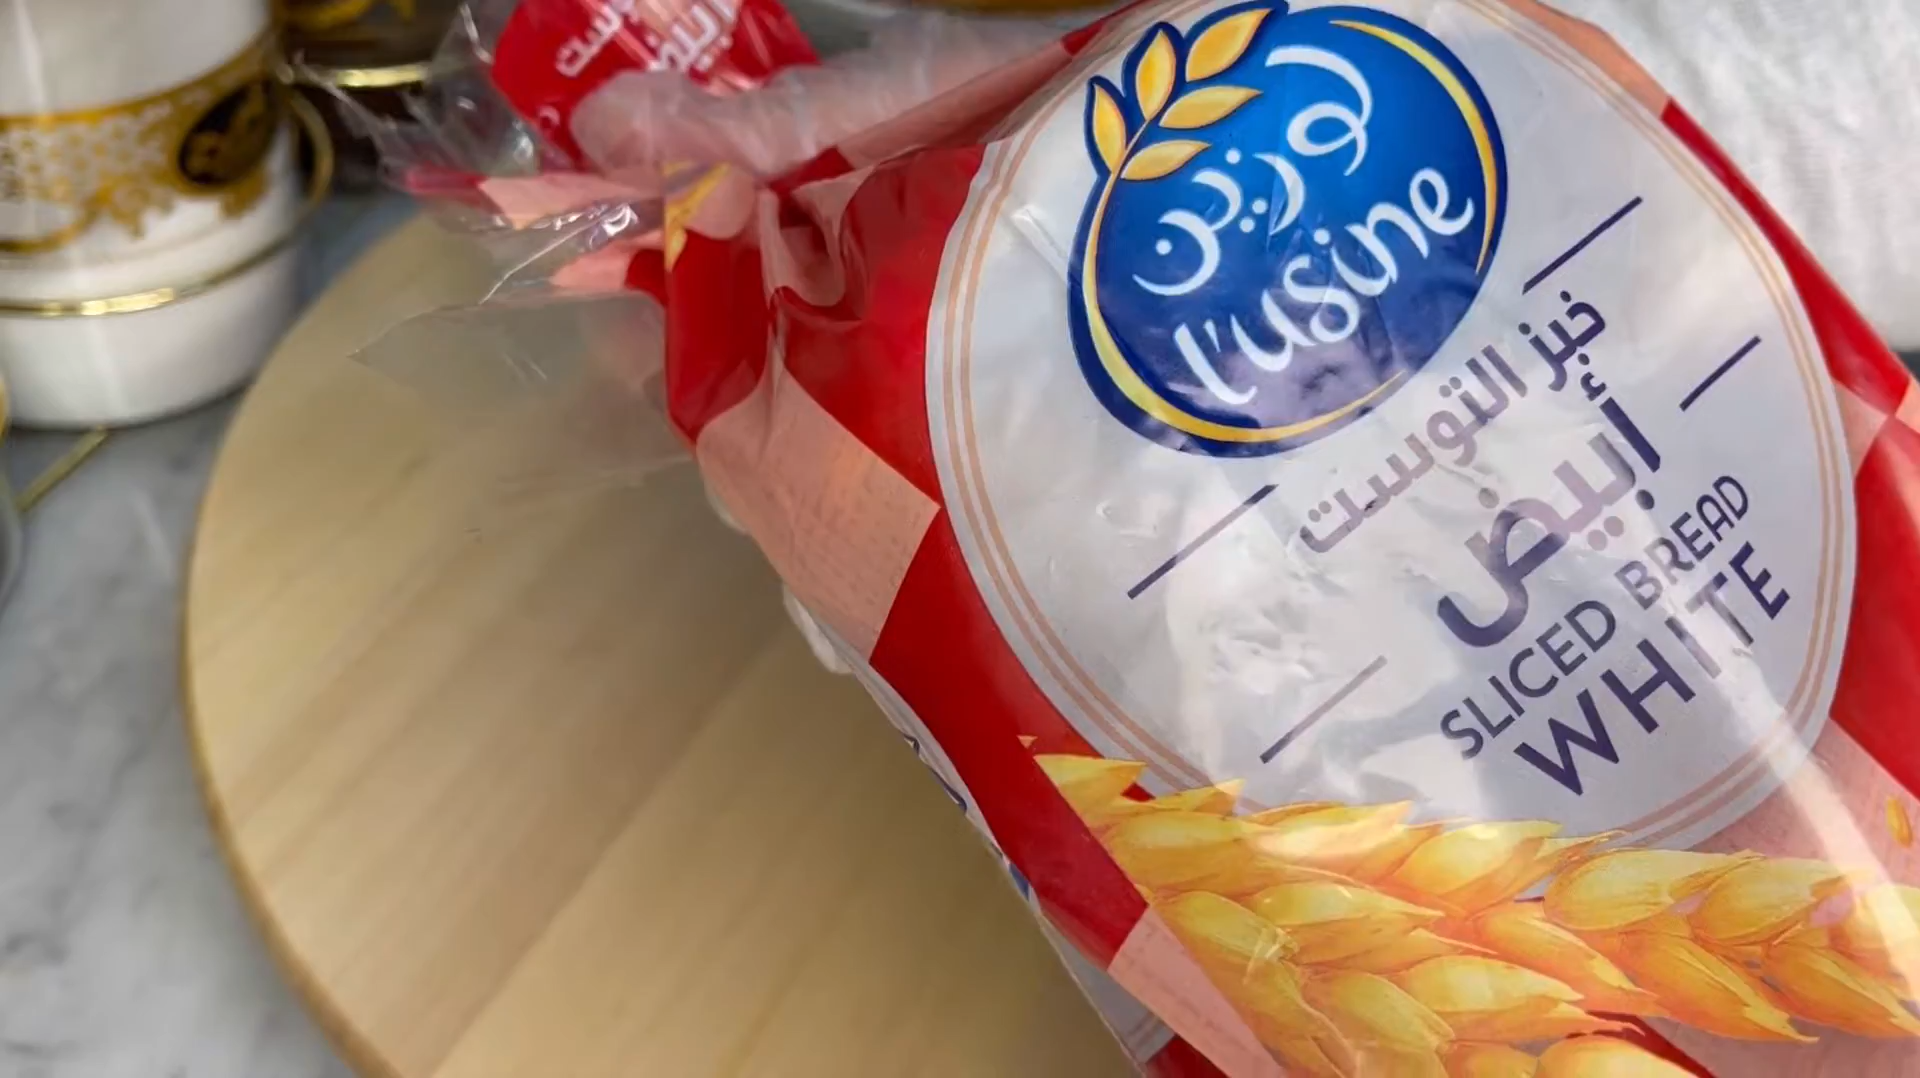 لوزين
l'usine
خبز التوست
أبيض
SLICED BREAD
WHITE